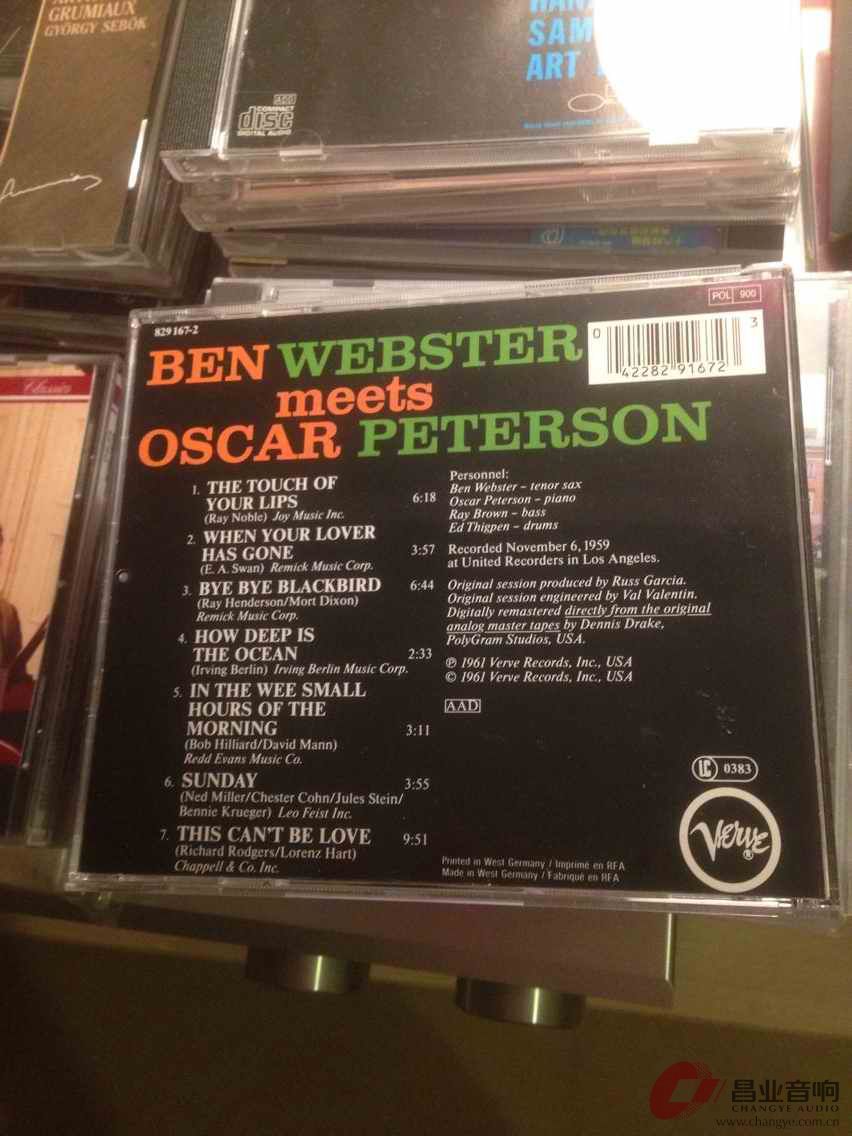 GRUMIAUX
GYÖRGY SEBÖK
COMPACT
disc
DIGITAL AUDIO
SAM
ART
Classics
829 167-2
POL 900
BEN WEBSTER
meets
OSCAR PETERSON
0 42282 91672 3
1. THE TOUCH OF
YOUR LIPS 6:18
(Ray Noble) Joy Music Inc.
2. WHEN YOUR LOVER
HAS GONE 3:57
(E. A. Swan) Remick Music Corp.
3. BYE BYE BLACKBIRD 6:44
(Ray Henderson/Mort Dixon)
Remick Music Corp.
4. HOW DEEP IS
THE OCEAN 2:33
(Irving Berlin) Irving Berlin Music Corp.
5. IN THE WEE SMALL
HOURS OF THE
MORNING 3:11
(Bob Hilliard/David Mann)
Redd Evans Music Co.
6. SUNDAY 3:55
(Ned Miller/Chester Cohn/Jules Stein/
Bennie Krueger) Leo Feist Inc.
7. THIS CAN'T BE LOVE 9:51
(Richard Rodgers/Lorenz Hart)
Chappell & Co. Inc.
Personnel:
Ben Webster – tenor sax
Oscar Peterson – piano
Ray Brown – bass
Ed Thigpen – drums
Recorded November 6, 1959
at United Recorders in Los Angeles.
Original session produced by Russ Garcia.
Original session engineered by Val Valentin.
Digitally remastered directly from the original
analog master tapes by Dennis Drake,
PolyGram Studios, USA.
℗ 1961 Verve Records, Inc., USA
© 1961 Verve Records, Inc., USA
AAD
LC 0383
Verve
®
Printed in West Germany / Imprimé en RFA
Made in West Germany / Fabriqué en RFA
昌业音响
CHANGYE AUDIO
www.changye.com.cn